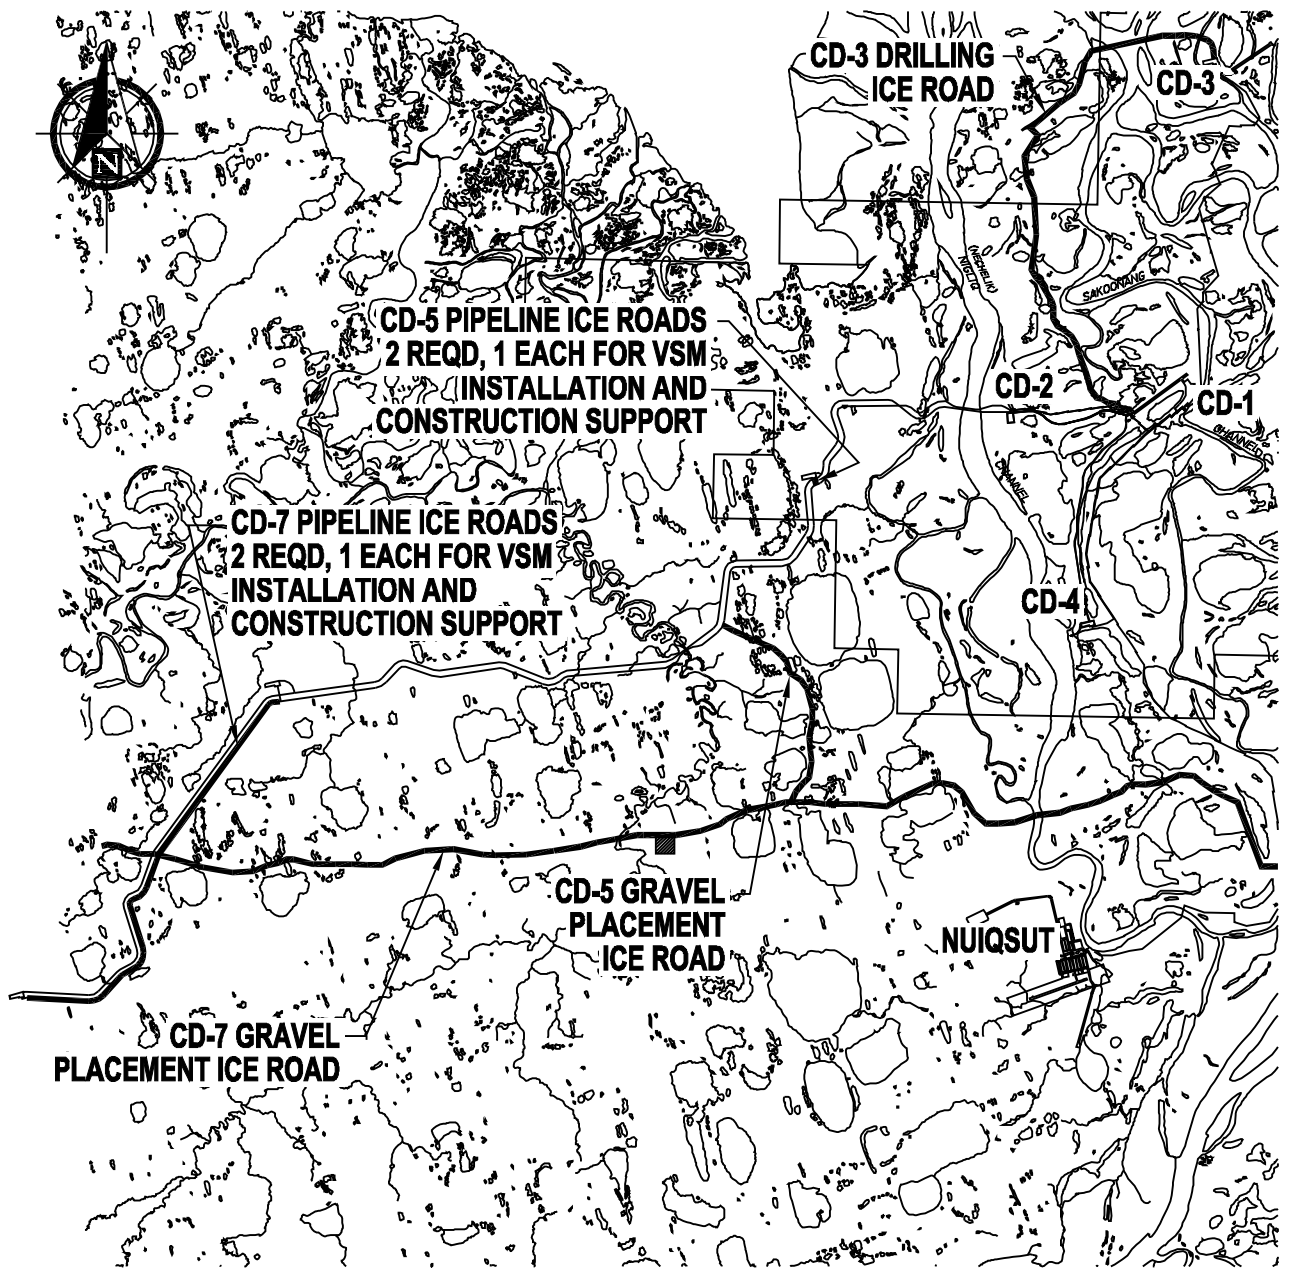 CD-3 DRILLING
ICE ROAD
CD-3
N
(NECHELIK)
NIGLIQ
SAKOONANG
CD-5 PIPELINE ICE ROADS
2 REQD, 1 EACH FOR VSM
INSTALLATION AND
CONSTRUCTION SUPPORT
CD-2
CD-1
CHANNEL
CHANNEL
CD-7 PIPELINE ICE ROADS
2 REQD, 1 EACH FOR VSM
INSTALLATION AND
CONSTRUCTION SUPPORT
CD-4
CD-5 GRAVEL
PLACEMENT
ICE ROAD
NUIQSUT
CD-7 GRAVEL
PLACEMENT ICE ROAD